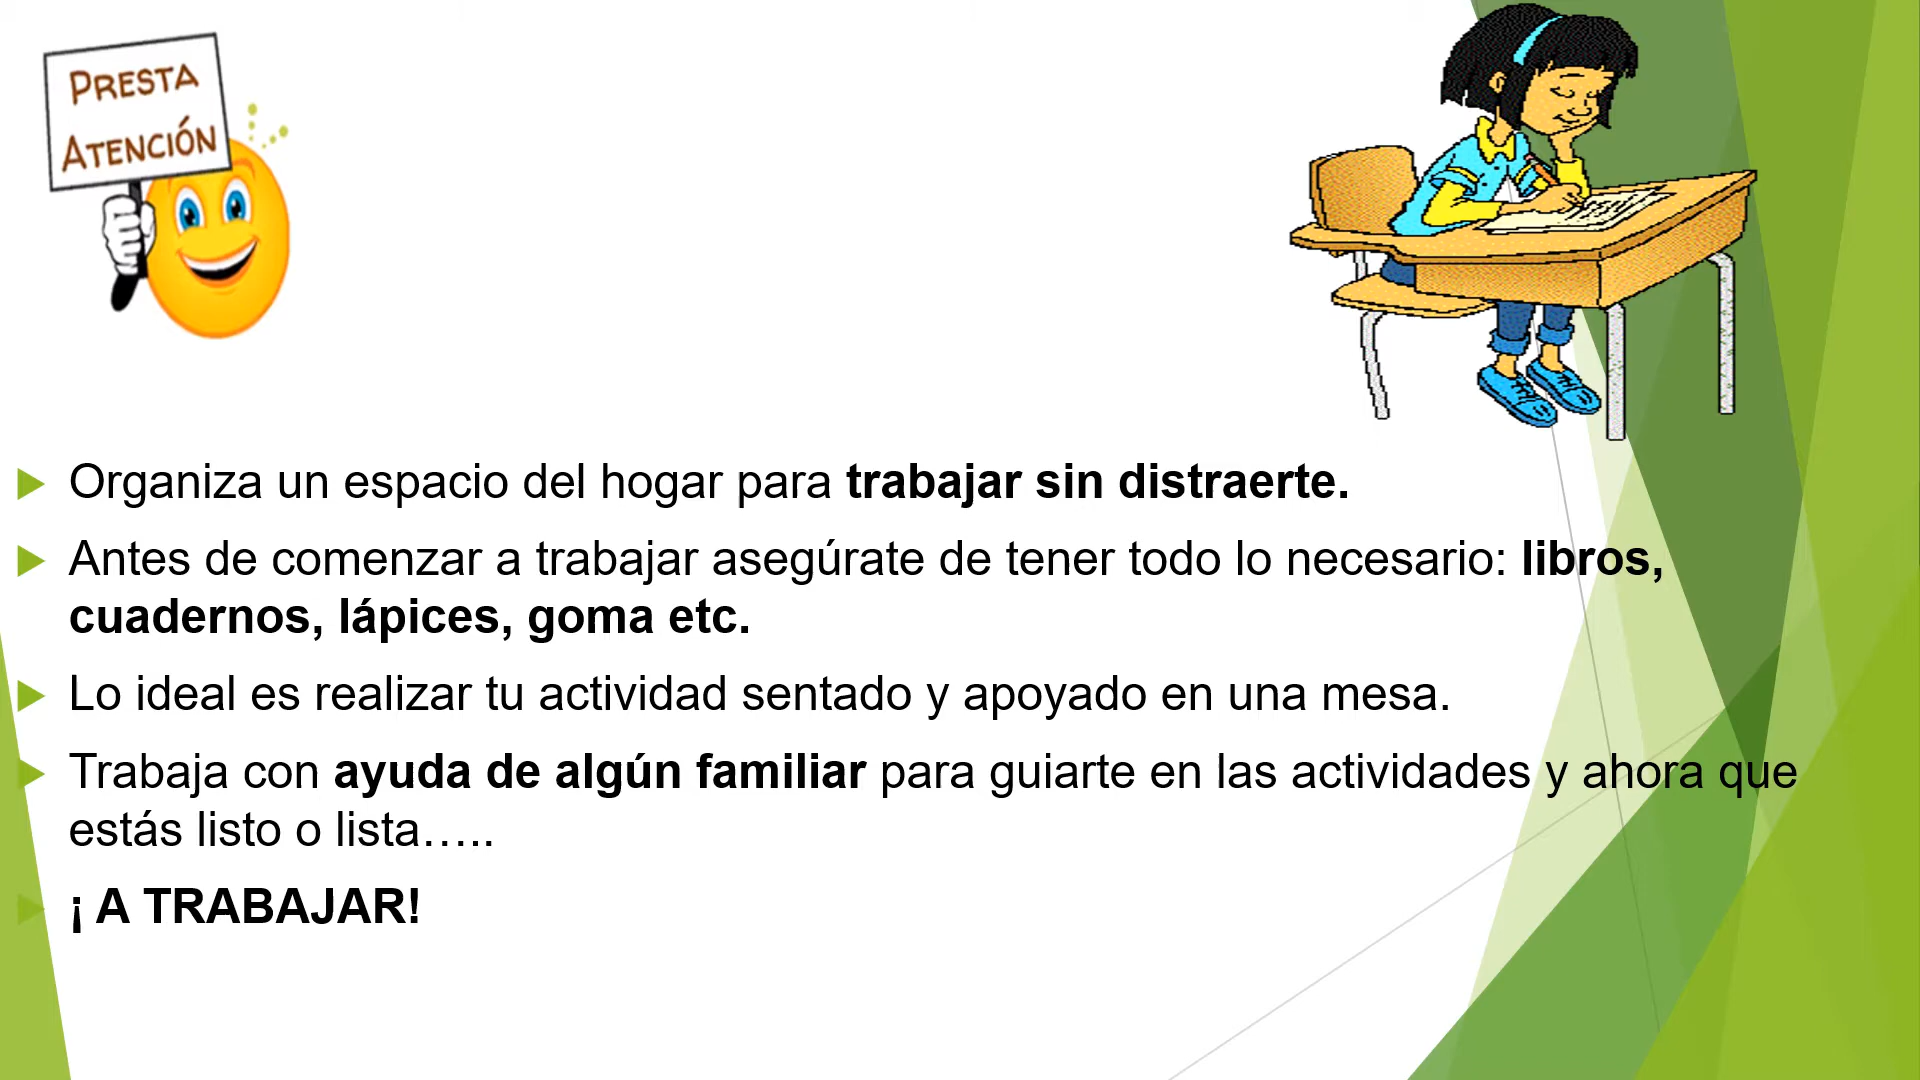 PRESTA
ATENCIÓN
Organiza un espacio del hogar para trabajar sin distraerte.
Antes de comenzar a trabajar asegúrate de tener todo lo necesario: libros,
cuadernos, lápices, goma etc.
Lo ideal es realizar tu actividad sentado y apoyado en una mesa.
Trabaja con ayuda de algún familiar para guiarte en las actividades y ahora que
estás listo o lista…..
¡ A TRABAJAR!